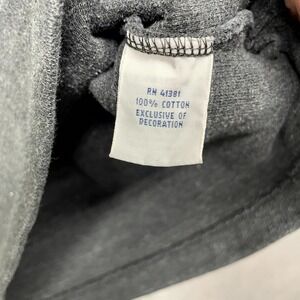 RN 41381
100% COTTON
EXCLUSIVE OF
DECORATION